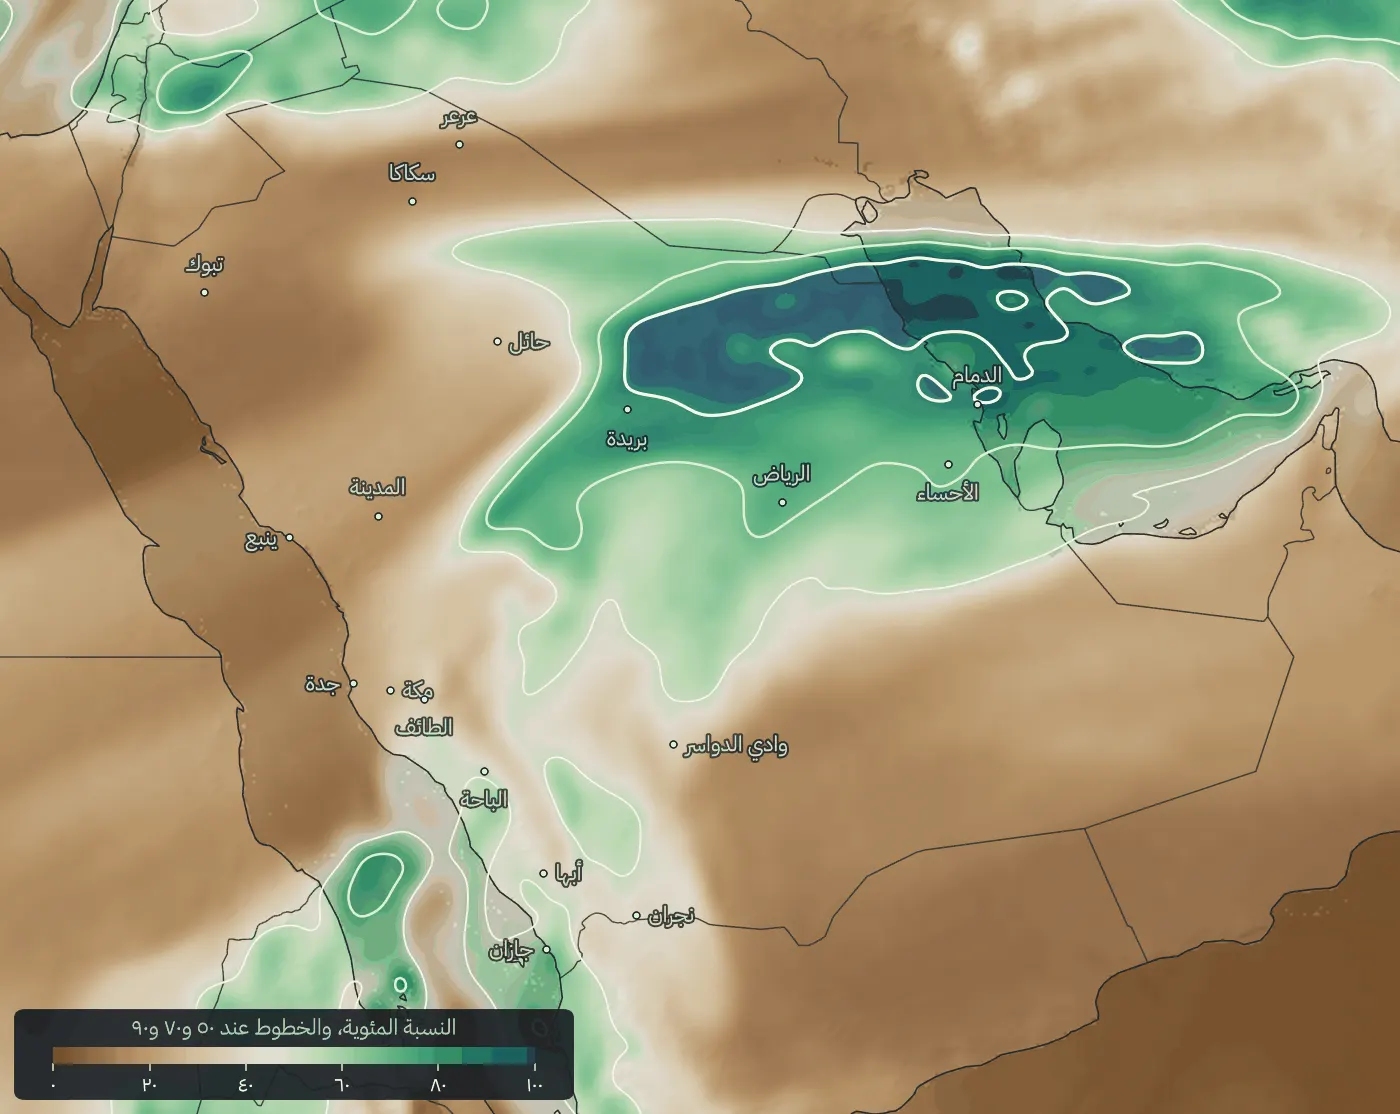 عرعر
سكاكا
تبوك
حائل
الدمام
بريدة
الرياض
المدينة
الأحساء
ينبع
جدة
مكة
الطائف
وادي الدواسر
الباحة
أبها
نجران
جازان
النسبة المئوية، والخطوط عند ٥٠ و٧٠ و٩٠
٠ ٢٠ ٤٠ ٦٠ ٨٠ ١٠٠